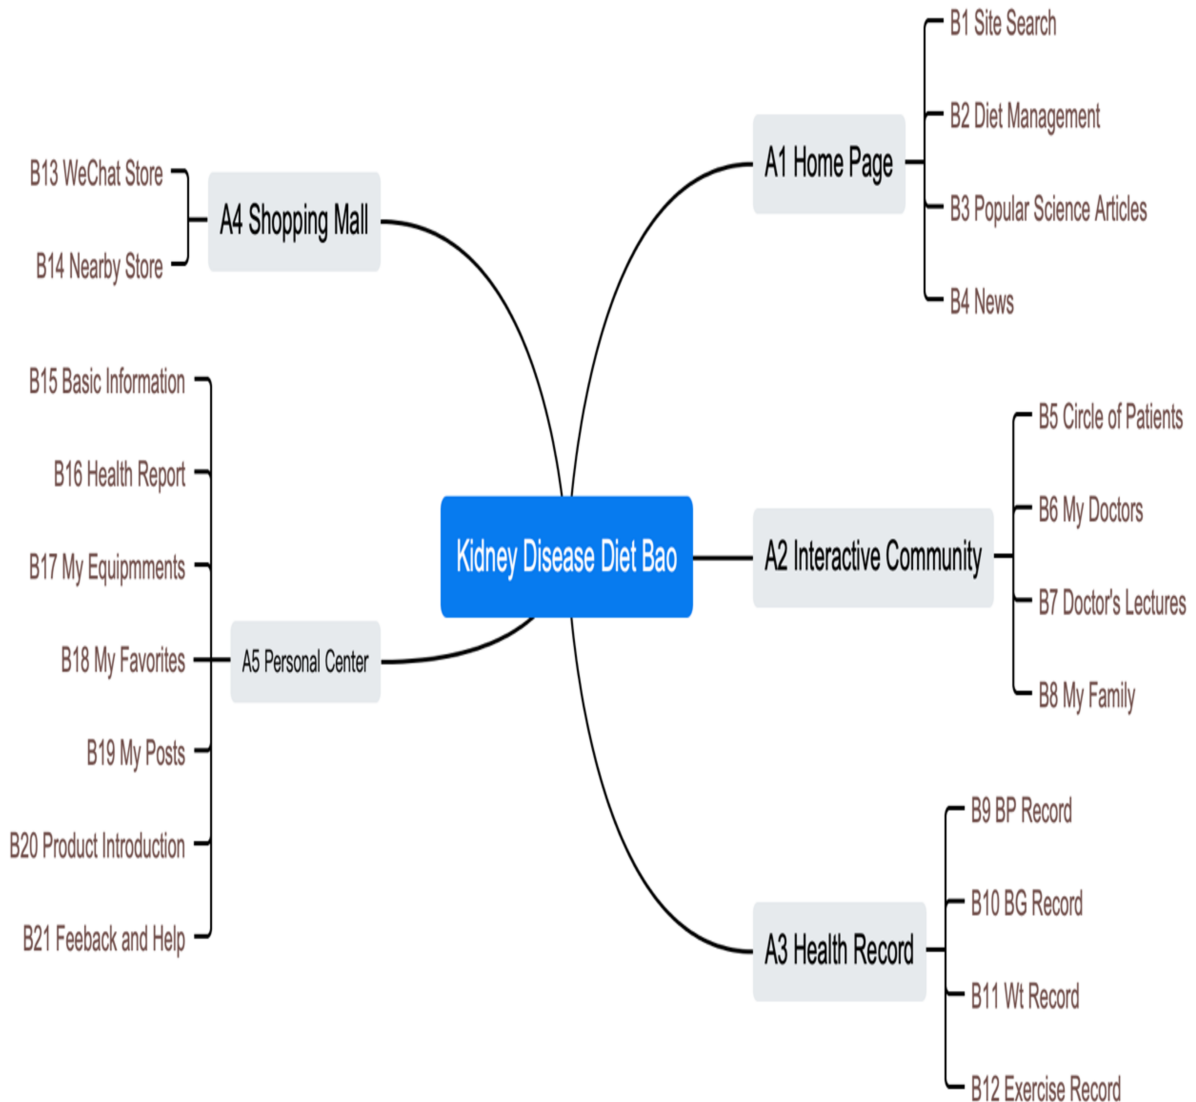 Kidney Disease Diet Bao
A1 Home Page
B1 Site Search
B2 Diet Management
B3 Popular Science Articles
B4 News
A2 Interactive Community
B5 Circle of Patients
B6 My Doctors
B7 Doctor's Lectures
B8 My Family
A3 Health Record
B9 BP Record
B10 BG Record
B11 Wt Record
B12 Exercise Record
A4 Shopping Mall
B13 WeChat Store
B14 Nearby Store
A5 Personal Center
B15 Basic Information
B16 Health Report
B17 My Equipmments
B18 My Favorites
B19 My Posts
B20 Product Introduction
B21 Feeback and Help